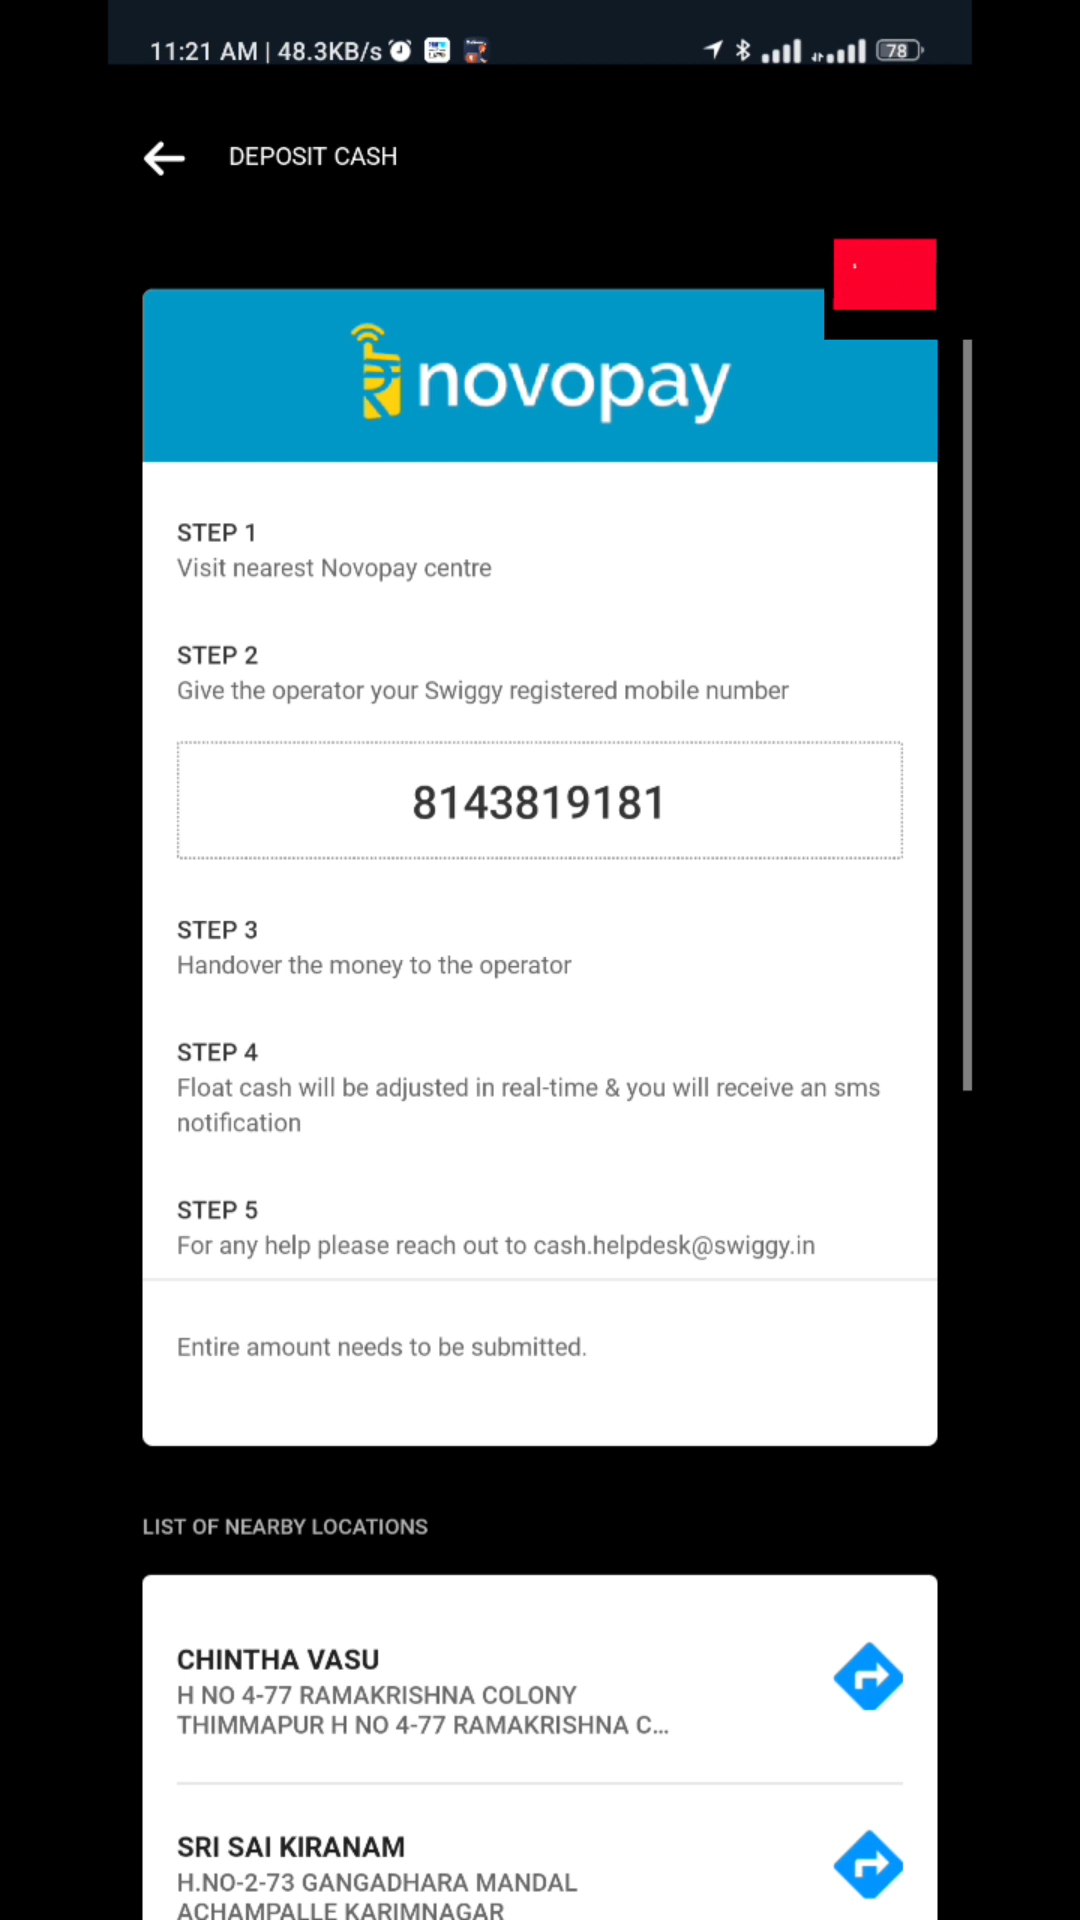 11:21 AM | 48.3KB/s
78
DEPOSIT CASH
novopay
STEP 1
Visit nearest Novopay centre
STEP 2
Give the operator your Swiggy registered mobile number
8143819181
STEP 3
Handover the money to the operator
STEP 4
Float cash will be adjusted in real-time & you will receive an sms
notification
STEP 5
For any help please reach out to cash.helpdesk@swiggy.in
Entire amount needs to be submitted.
LIST OF NEARBY LOCATIONS
CHINTHA VASU
H NO 4-77 RAMAKRISHNA COLONY
THIMMAPUR H NO 4-77 RAMAKRISHNA C...
SRI SAI KIRANAM
H.NO-2-73 GANGADHARA MANDAL
ACHAMPALLE KARIMNAGAR